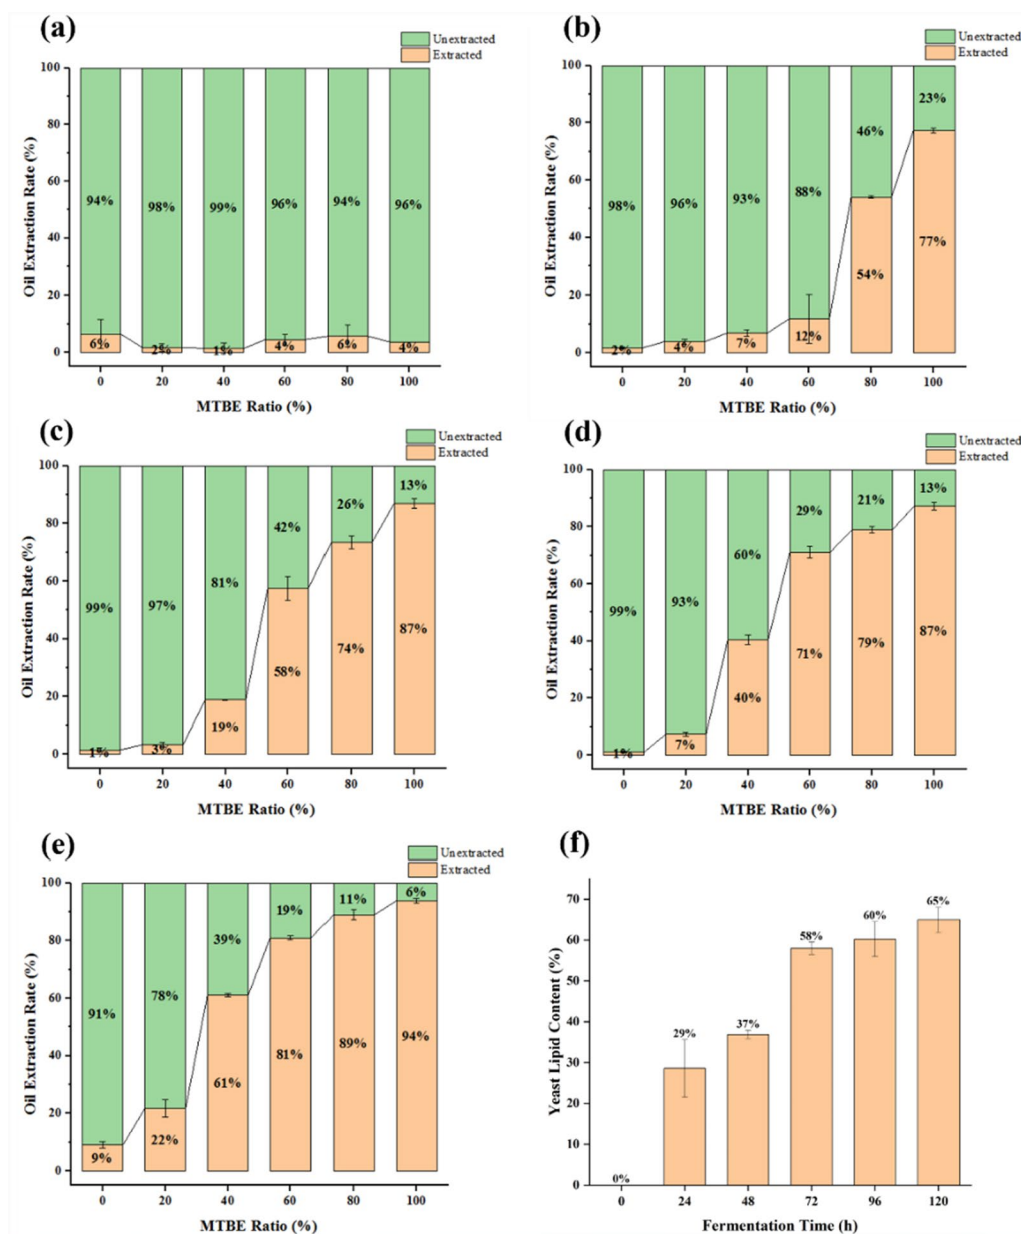 (a)
Unextracted
Extracted
Oil Extraction Rate (%)
100
80
60
40
20
0
94% 98% 99% 96% 94% 96%
6% 2% 1% 4% 6% 4%
0 20 40 60 80 100
MTBE Ratio (%)
(b)
Unextracted
Extracted
Oil Extraction Rate (%)
100
80
60
40
20
0
98% 96% 93% 88% 46% 23%
2% 4% 7% 12% 54% 77%
0 20 40 60 80 100
MTBE Ratio (%)
(c)
Unextracted
Extracted
Oil Extraction Rate (%)
100
80
60
40
20
0
99% 97% 81% 42% 26% 13%
1% 3% 19% 58% 74% 87%
0 20 40 60 80 100
MTBE Ratio (%)
(d)
Unextracted
Extracted
Oil Extraction Rate (%)
100
80
60
40
20
0
99% 93% 60% 29% 21% 13%
1% 7% 40% 71% 79% 87%
0 20 40 60 80 100
MTBE Ratio (%)
(e)
Unextracted
Extracted
Oil Extraction Rate (%)
100
80
60
40
20
0
91% 78% 39% 19% 11% 6%
9% 22% 61% 81% 89% 94%
0 20 40 60 80 100
MTBE Ratio (%)
(f)
Yeast Lipid Content (%)
70
60
50
40
30
20
10
0
0% 29% 37% 58% 60% 65%
0 24 48 72 96 120
Fermentation Time (h)